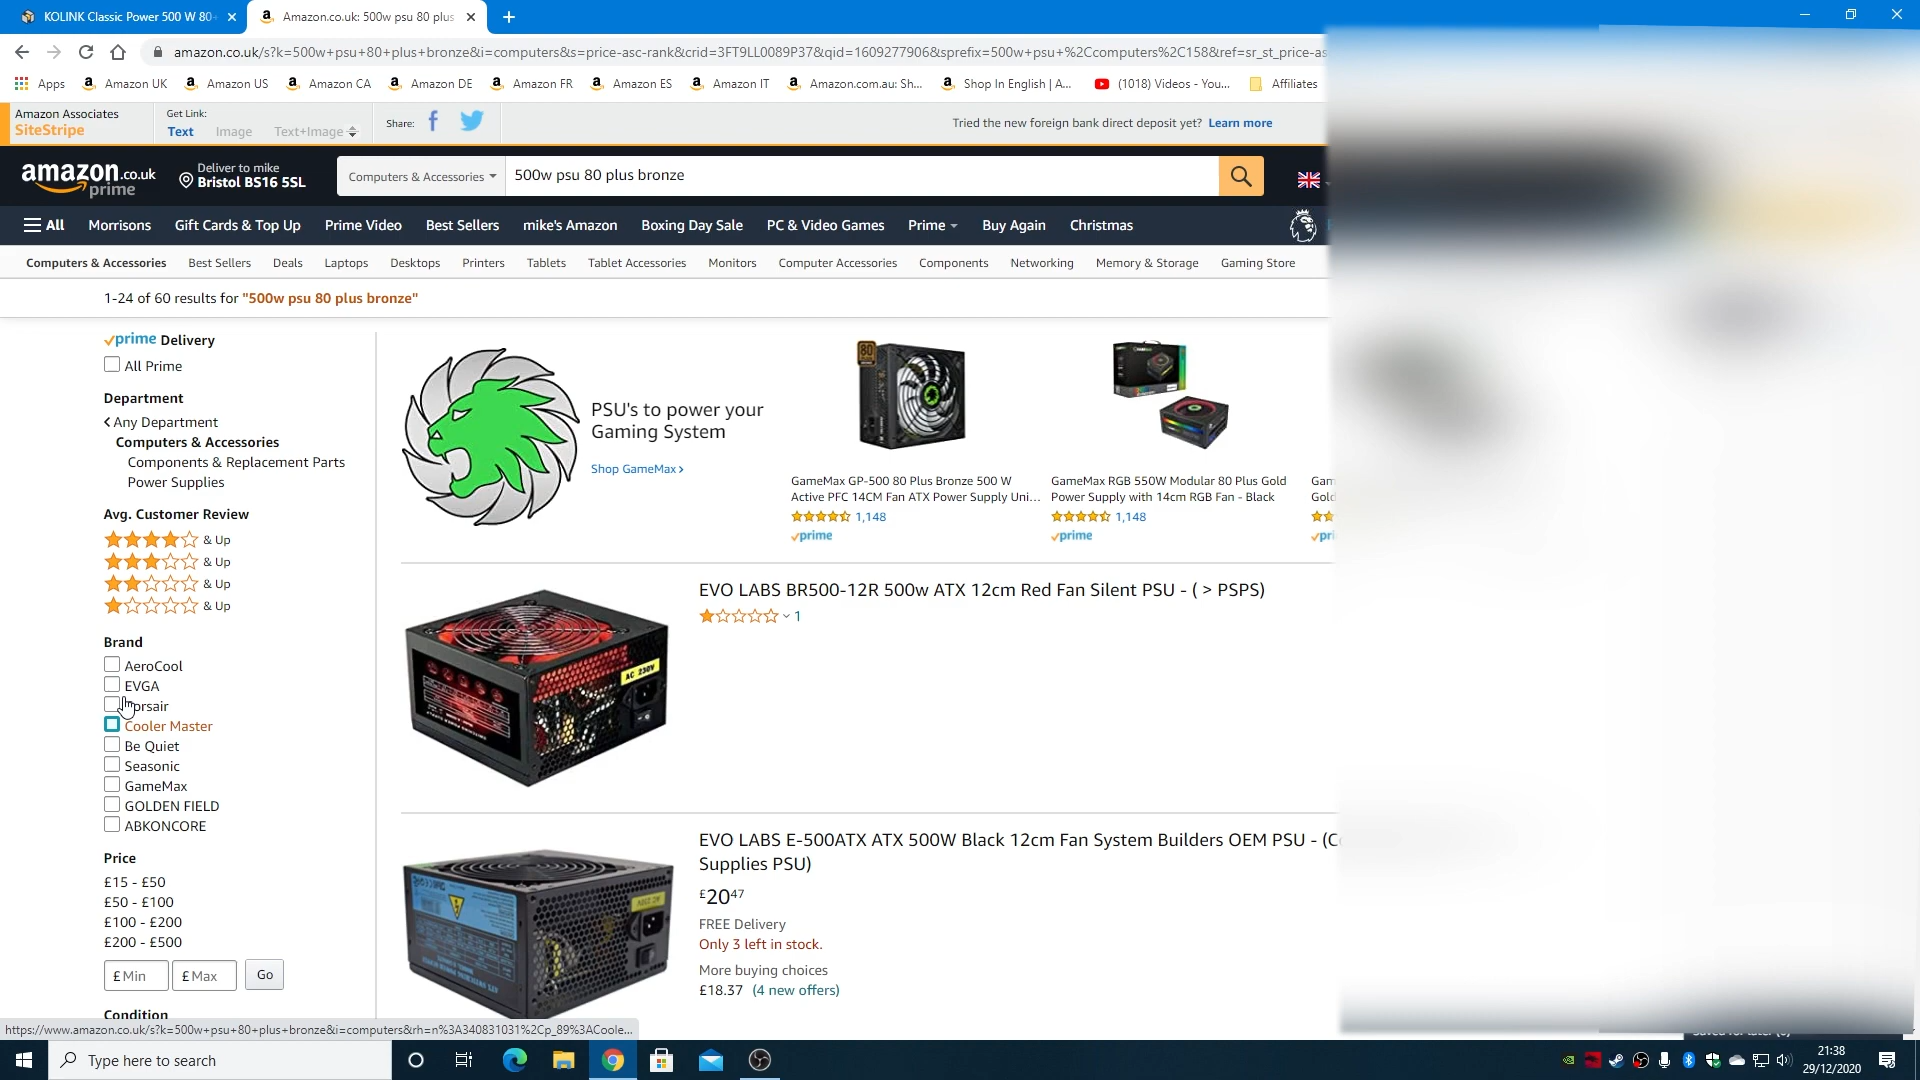 KOLINK Classic Power 500 W 80-
Amazon.co.uk: 500w psu 80 plus
amazon.co.uk/s?k=500w+psu+80+plus+bronze&i=computers&s=price-asc-rank&crid=3FT9LL0089P37&qid=1609277906&sprefix=500w+psu+%2Ccomputers%2C158&ref=sr_st_price-as
Apps Amazon UK Amazon US Amazon CA Amazon DE Amazon FR Amazon ES Amazon IT Amazon.com.au: Sh... Shop In English | A... (1018) Videos - You... Affiliates
Amazon Associates
SiteStripe
Get Link:
Text Image Text+Image
Share:
Tried the new foreign bank direct deposit yet? Learn more
amazon.co.uk
prime
Deliver to mike
Bristol BS16 5SL
Computers & Accessories
500w psu 80 plus bronze
All Morrisons Gift Cards & Top Up Prime Video Best Sellers mike's Amazon Boxing Day Sale PC & Video Games Prime Buy Again Christmas
Computers & Accessories Best Sellers Deals Laptops Desktops Printers Tablets Tablet Accessories Monitors Computer Accessories Components Networking Memory & Storage Gaming Store
1-24 of 60 results for "500w psu 80 plus bronze"
prime Delivery
All Prime
Department
Any Department
Computers & Accessories
Components & Replacement Parts
Power Supplies
Avg. Customer Review
& Up
& Up
& Up
& Up
Brand
AeroCool
EVGA
orsair
Cooler Master
Be Quiet
Seasonic
GameMax
GOLDEN FIELD
ABKONCORE
Price
£15 - £50
£50 - £100
£100 - £200
£200 - £500
£ Min £ Max Go
Condition
PSU's to power your
Gaming System
Shop GameMax ›
80
GameMax GP-500 80 Plus Bronze 500 W
Active PFC 14CM Fan ATX Power Supply Uni...
1,148
prime
GameMax RGB 550W Modular 80 Plus Gold
Power Supply with 14cm RGB Fan - Black
1,148
prime
Gam
Gold
pri
EVO LABS BR500-12R 500w ATX 12cm Red Fan Silent PSU - ( > PSPS)
1
AC 230V
EVO LABS E-500ATX ATX 500W Black 12cm Fan System Builders OEM PSU - (Co
Supplies PSU)
£20 47
FREE Delivery
Only 3 left in stock.
More buying choices
£18.37 (4 new offers)
AC 230V
https://www.amazon.co.uk/s?k=500w+psu+80+plus+bronze&i=computers&rh=n%3A340831031%2Cp_89%3ACoole...
Type here to search
21:38
29/12/2020